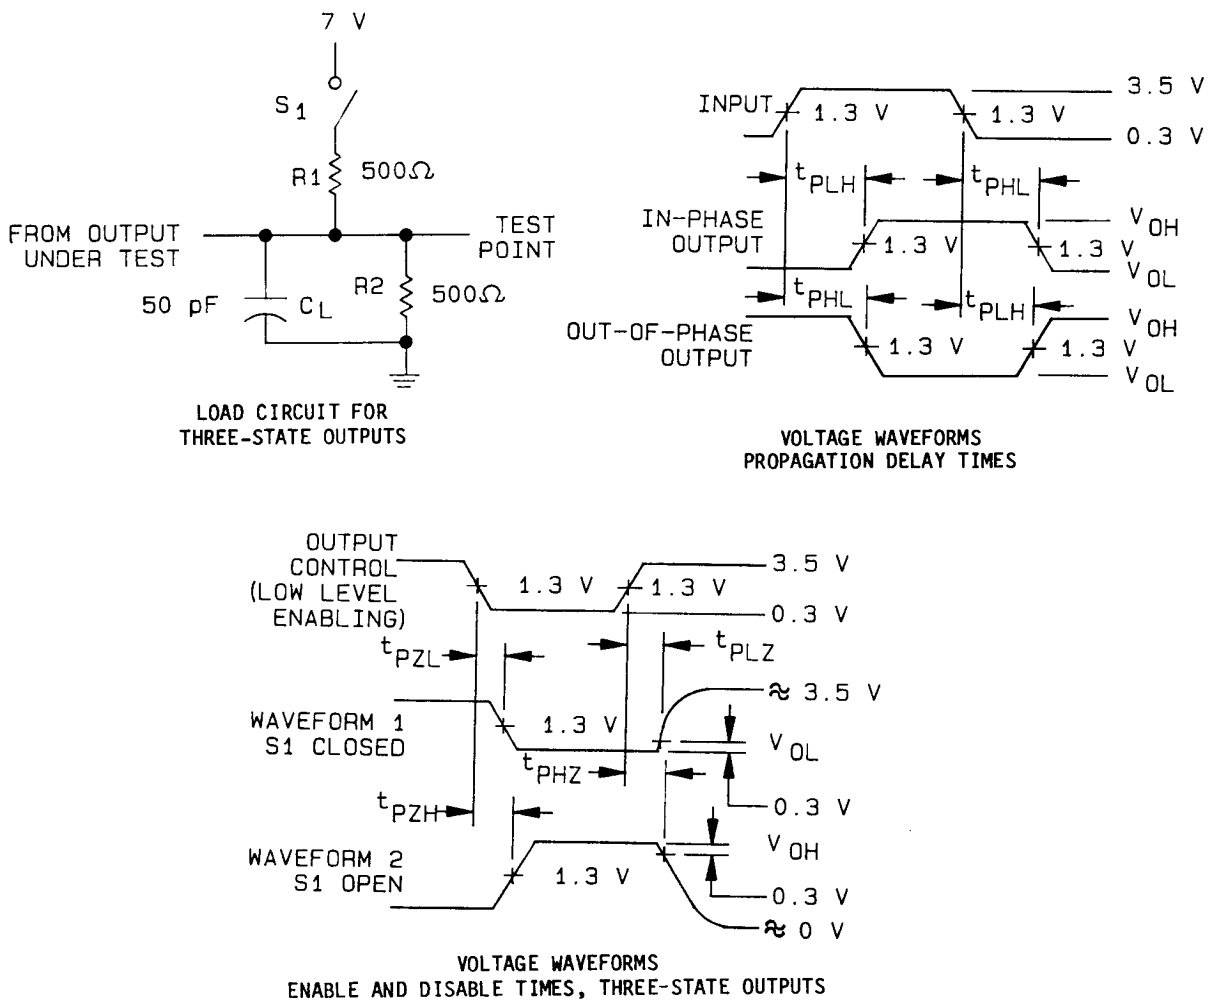 7 V
S1
R1 500Ω
FROM OUTPUT
UNDER TEST
TEST
POINT
50 pF CL
R2 500Ω
LOAD CIRCUIT FOR
THREE-STATE OUTPUTS
INPUT
1.3 V
1.3 V
3.5 V
0.3 V
tPLH
tPHL
IN-PHASE
OUTPUT
1.3 V
1.3 V
VOH
VOL
tPHL
tPLH
OUT-OF-PHASE
OUTPUT
1.3 V
1.3 V
VOH
VOL
VOLTAGE WAVEFORMS
PROPAGATION DELAY TIMES
OUTPUT
CONTROL
(LOW LEVEL
ENABLING)
1.3 V
1.3 V
3.5 V
0.3 V
tPZL
tPLZ
≈ 3.5 V
WAVEFORM 1
S1 CLOSED
1.3 V
VOL
0.3 V
tPHZ
tPZH
WAVEFORM 2
S1 OPEN
1.3 V
VOH
0.3 V
≈ 0 V
VOLTAGE WAVEFORMS
ENABLE AND DISABLE TIMES, THREE-STATE OUTPUTS